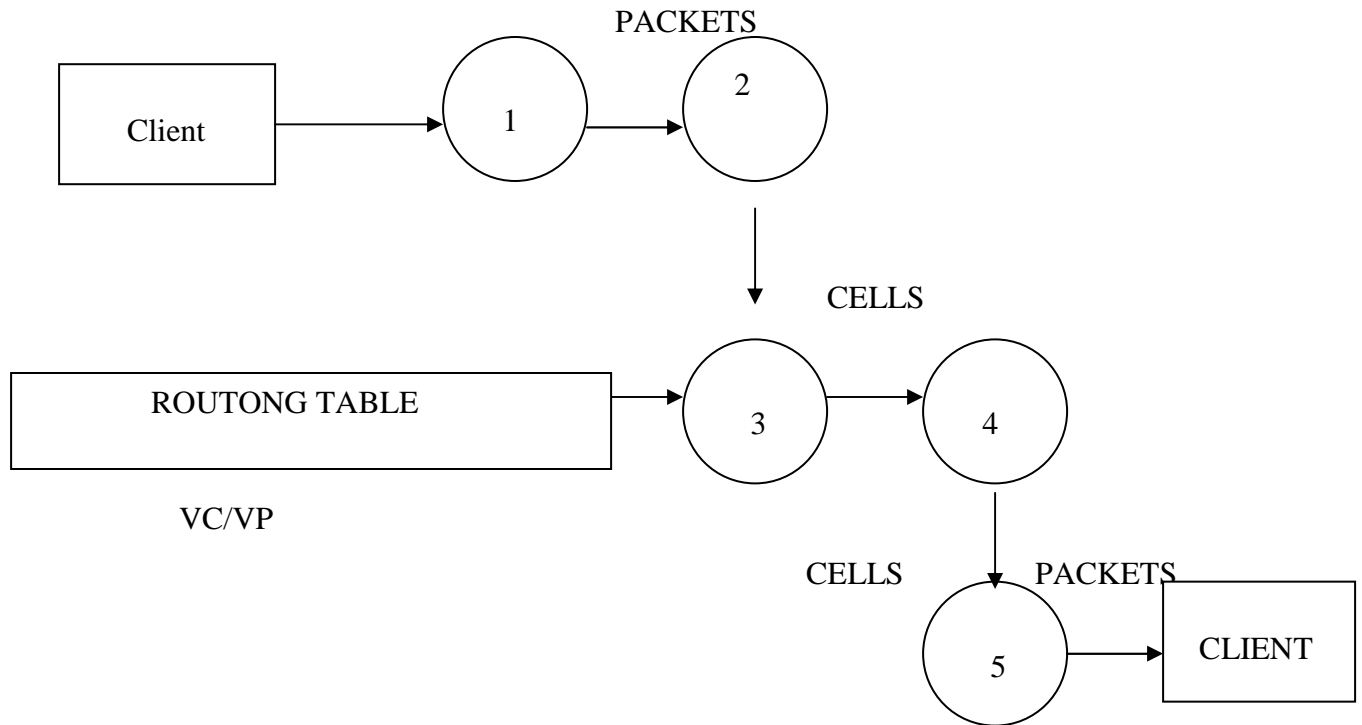 PACKETS
Client
1
2
CELLS
ROUTONG TABLE
3
4
VC/VP
CELLS
PACKETS
5
CLIENT